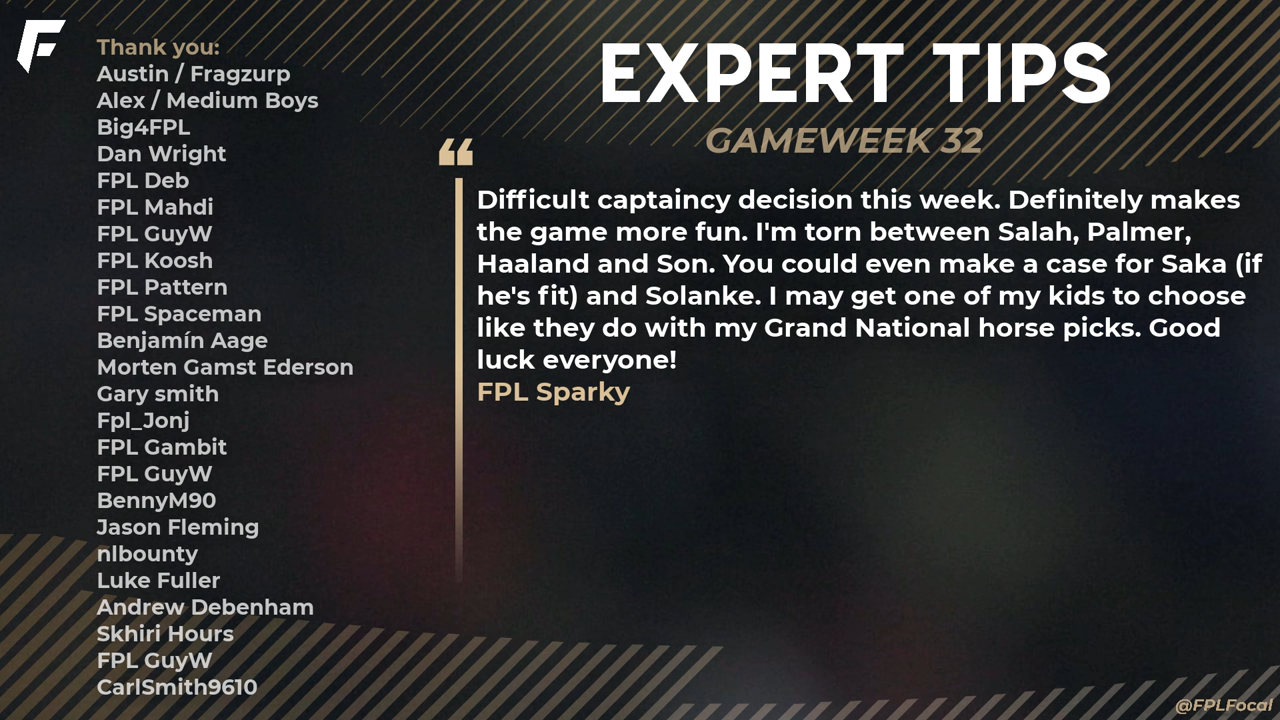 Thank you:
Austin / Fragzurp
Alex / Medium Boys
Big4FPL
Dan Wright
FPL Deb
FPL Mahdi
FPL GuyW
FPL Koosh
FPL Pattern
FPL Spaceman
Benjamín Aage
Morten Gamst Ederson
Gary smith
Fpl_Jonj
FPL Gambit
FPL GuyW
BennyM90
Jason Fleming
nlbounty
Luke Fuller
Andrew Debenham
Skhiri Hours
FPL GuyW
CarlSmith9610
EXPERT TIPS
GAMEWEEK 32
❝
Difficult captaincy decision this week. Definitely makes
the game more fun. I'm torn between Salah, Palmer,
Haaland and Son. You could even make a case for Saka (if
he's fit) and Solanke. I may get one of my kids to choose
like they do with my Grand National horse picks. Good
luck everyone!
FPL Sparky
@FPLFocal